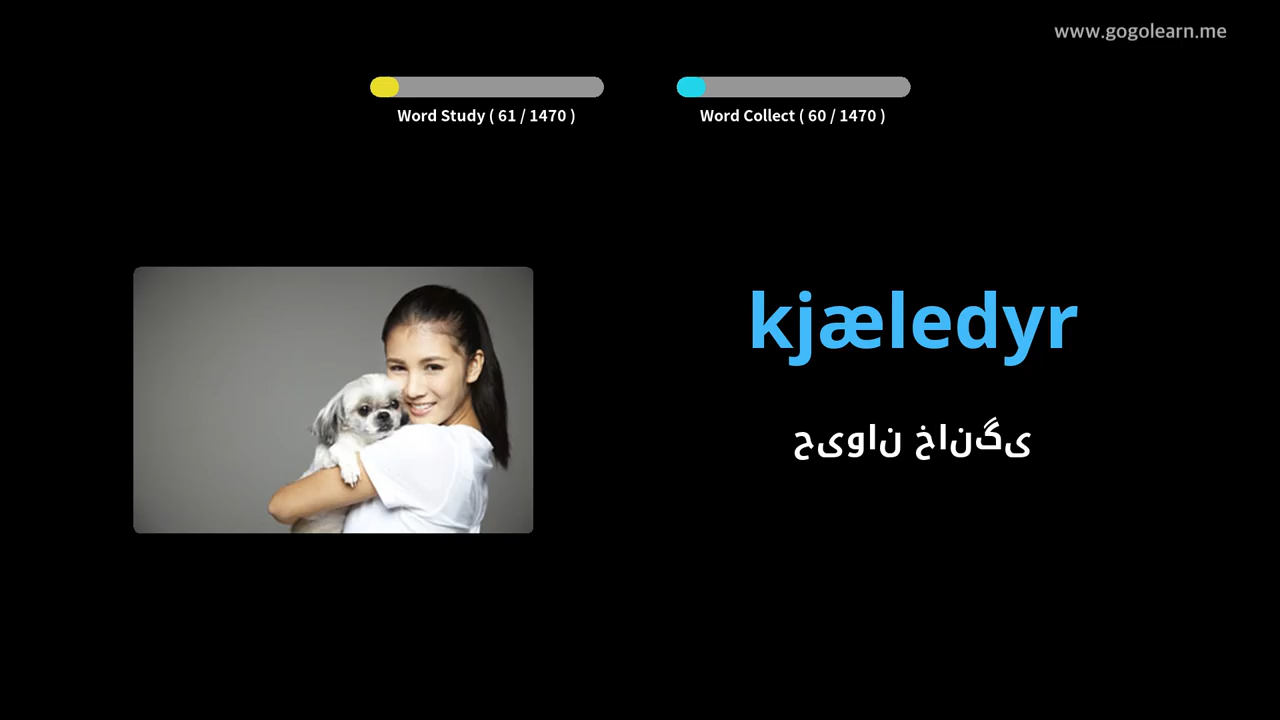 www.gogolearn.me
Word Study ( 61 / 1470 )
Word Collect ( 60 / 1470 )
kjæledyr
حیوان خانگی